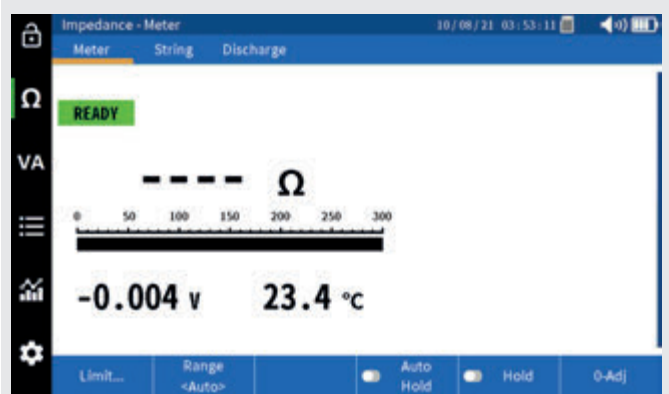 Impedance - Meter 10/08/21 03:53:11
Meter String Discharge
Ω
READY
VA
---- Ω
0 50 100 150 200 250 300
-0.004 V 23.4 °C
Limit... Range <Auto> Auto Hold Hold 0-Adj